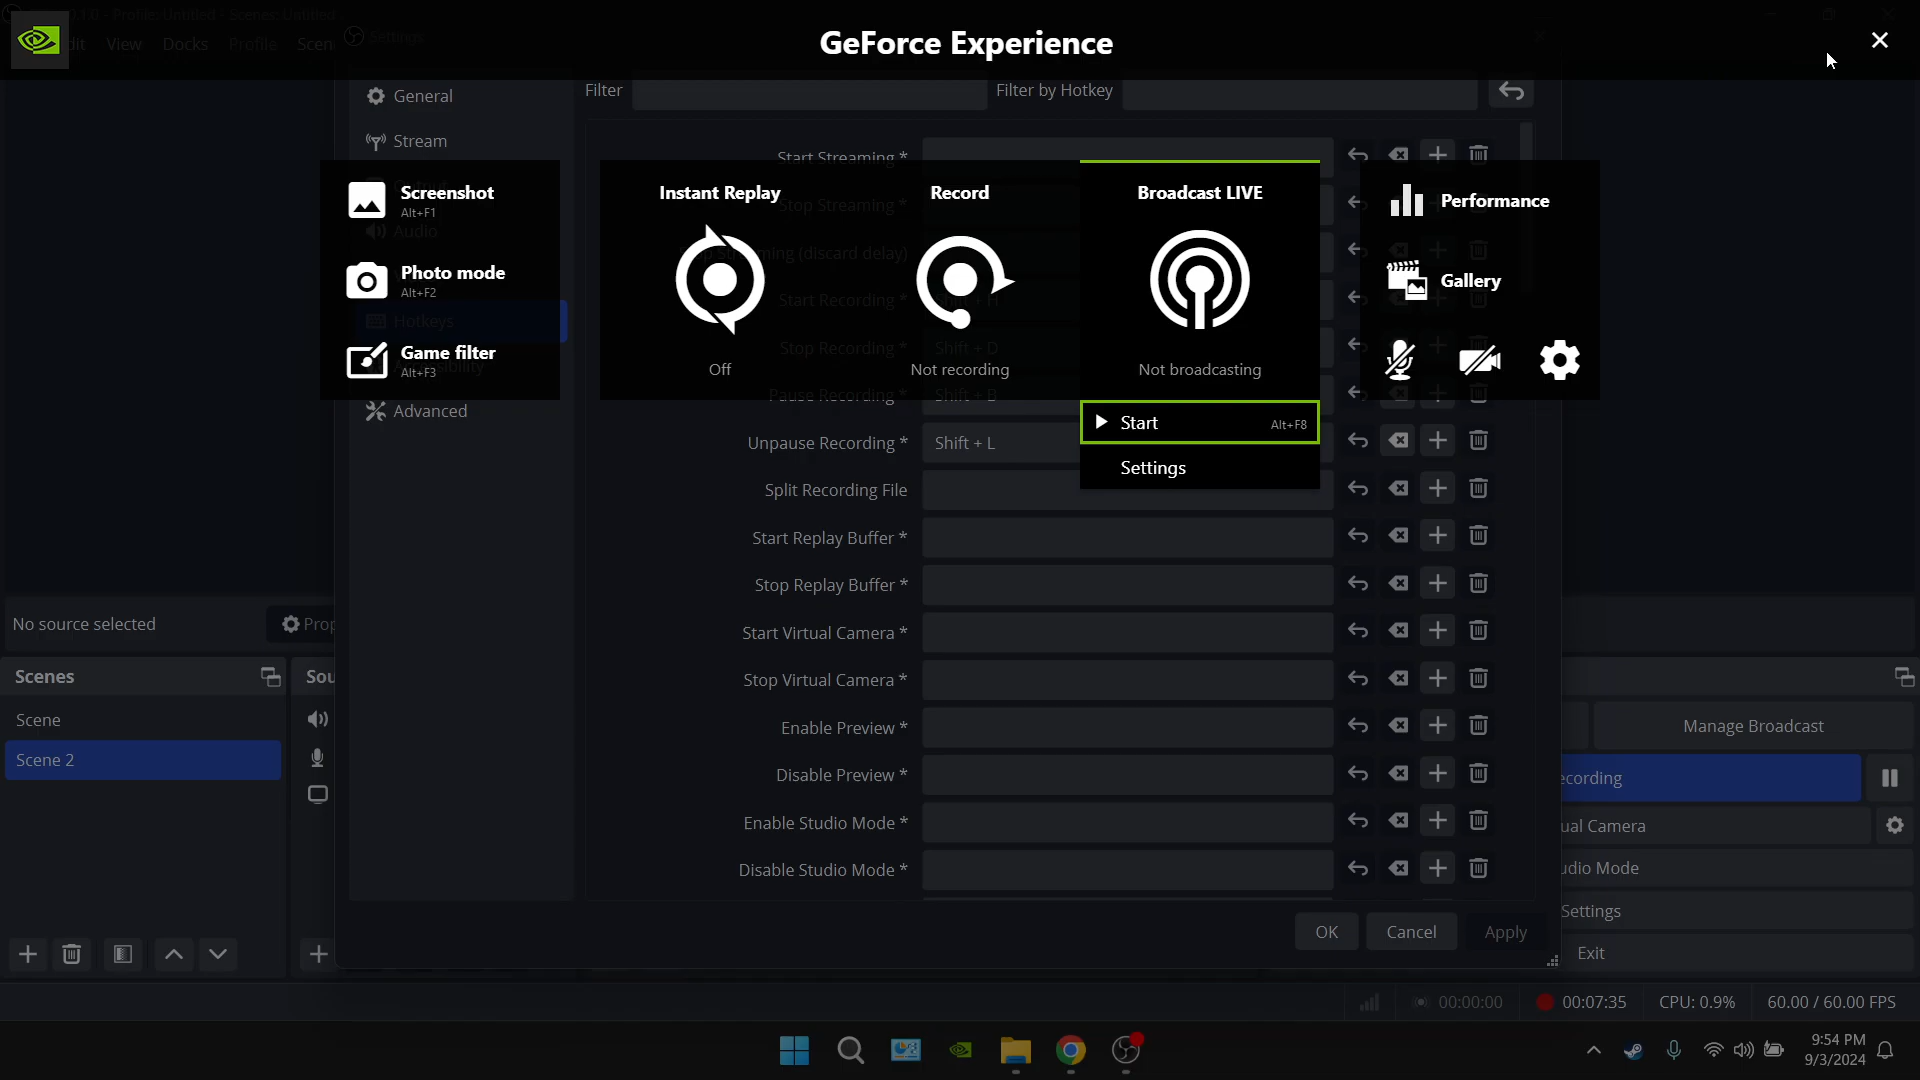 GeForce Experience
View
Docks
Profile
Settings
General
Filter
Filter by Hotkey
Stream
Start Streaming *
Screenshot
Alt+F1
Audio
Photo mode
Alt+F2
Hotkeys
Game filter
Alt+F3
Advanced
Instant Replay
Off
Record
Not recording
Broadcast LIVE
Not broadcasting
Start
Alt+F8
Settings
Performance
Gallery
Stop Streaming *
Start Recording *
Shift + H
Stop Recording *
Shift + D
Pause Recording *
Shift + B
Unpause Recording *
Shift + L
Split Recording File
Start Replay Buffer *
Stop Replay Buffer *
Start Virtual Camera *
Stop Virtual Camera *
Enable Preview *
Disable Preview *
Enable Studio Mode *
Disable Studio Mode *
OK
Cancel
Apply
No source selected
Prop
Scenes
Sou
Scene
Scene 2
Manage Broadcast
ecording
ual Camera
udio Mode
Settings
Exit
00:00:00
00:07:35
CPU: 0.9%
60.00 / 60.00 FPS
9:54 PM
9/3/2024